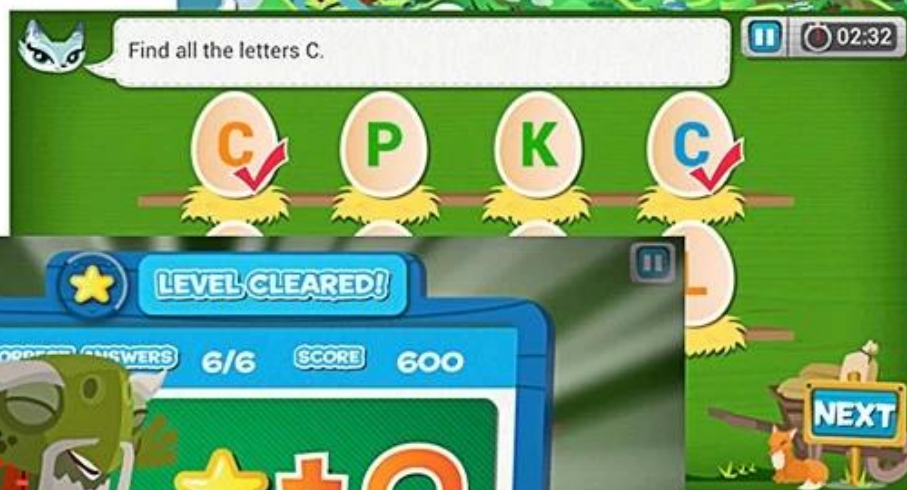 Find all the letters C.
02:32
C P K C
L
LEVEL CLEARED!
ANSWERS 6/6 SCORE 600
NEXT